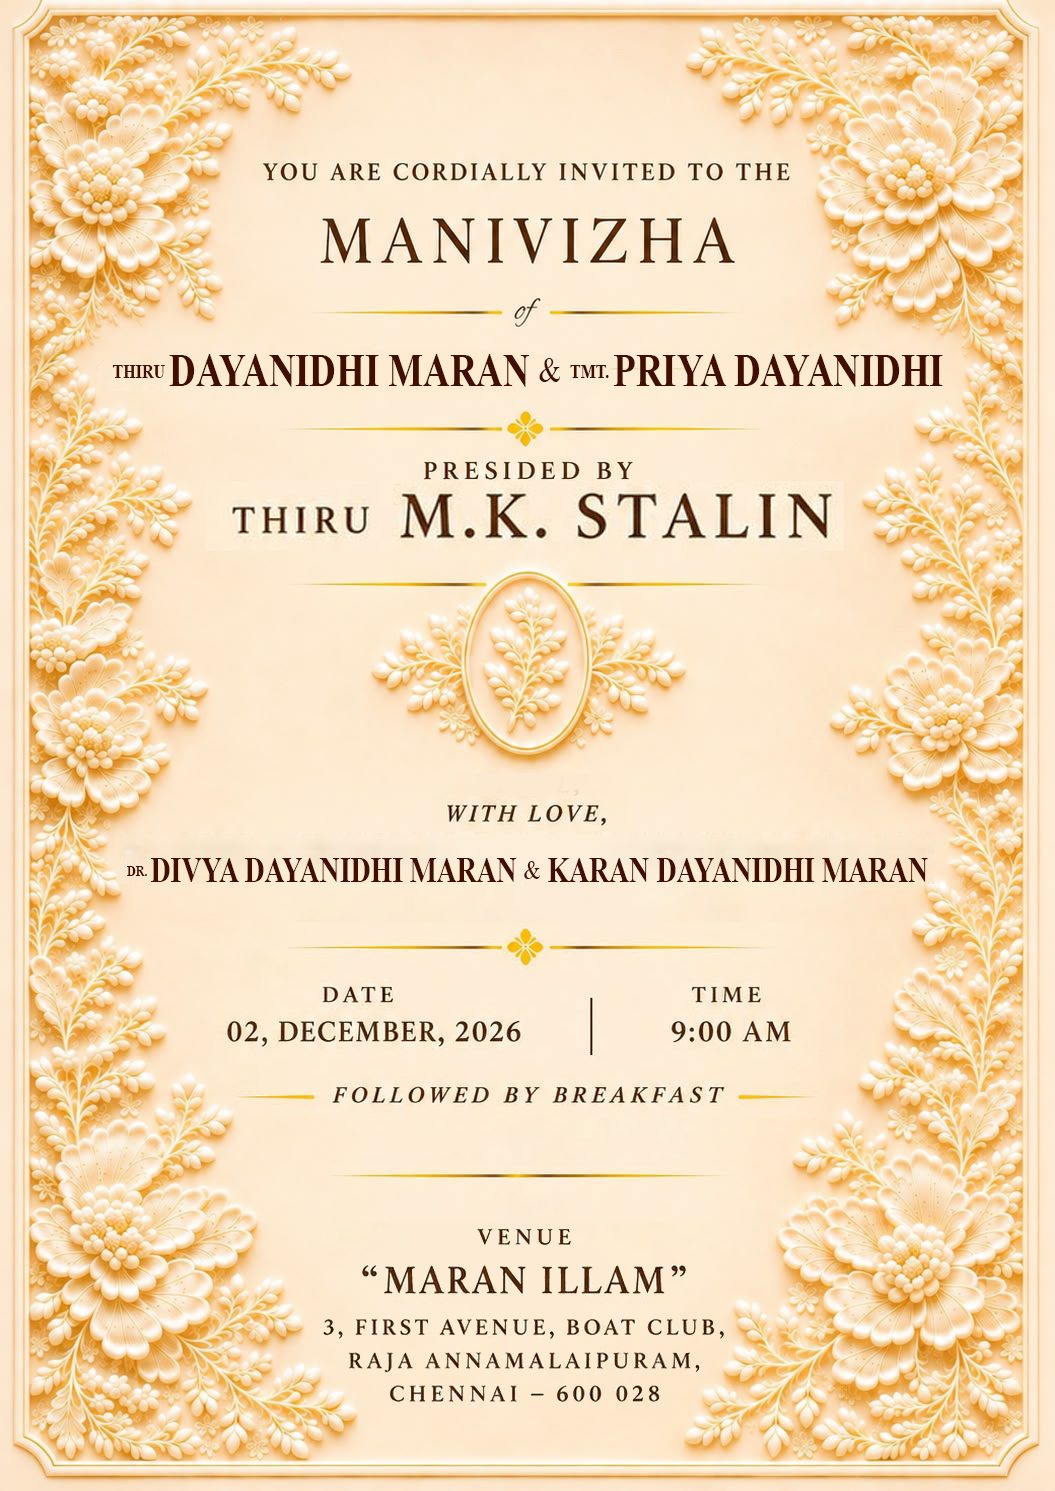 YOU ARE CORDIALLY INVITED TO THE
MANIVIZHA
of
THIRU DAYANIDHI MARAN & TMT. PRIYA DAYANIDHI
PRESIDED BY
THIRU M.K. STALIN
WITH LOVE,
DR. DIVYA DAYANIDHI MARAN & KARAN DAYANIDHI MARAN
DATE
02, DECEMBER, 2026
TIME
9:00 AM
FOLLOWED BY BREAKFAST
VENUE
“MARAN ILLAM”
3, FIRST AVENUE, BOAT CLUB,
RAJA ANNAMALAIPURAM,
CHENNAI – 600 028